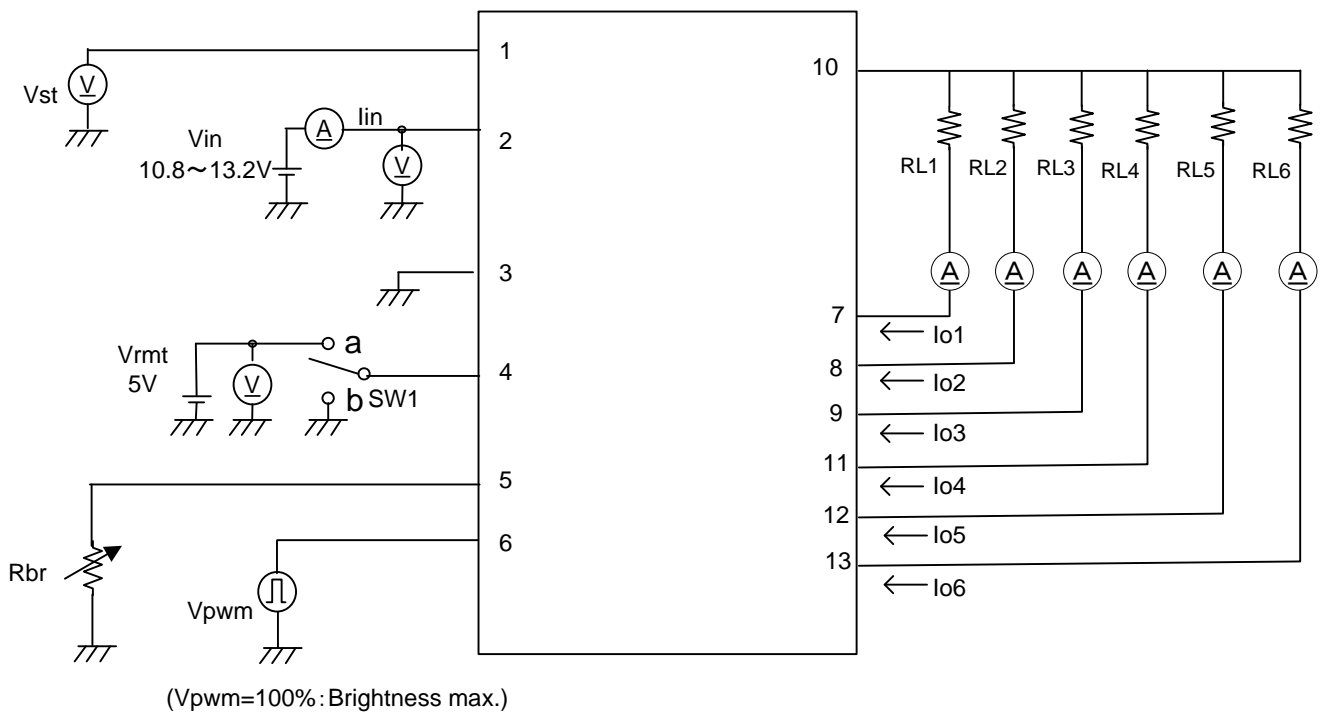 1
10
Vst
V
Vin
10.8～13.2V
A
Iin
2
V
RL1
RL2
RL3
RL4
RL5
RL6
3
A
A
A
A
A
A
7
Io1
Vrmt
5V
V
a
b
SW1
4
8
Io2
9
Io3
11
Io4
5
12
Io5
6
13
Io6
Rbr
Vpwm
(Vpwm=100%：Brightness max.)